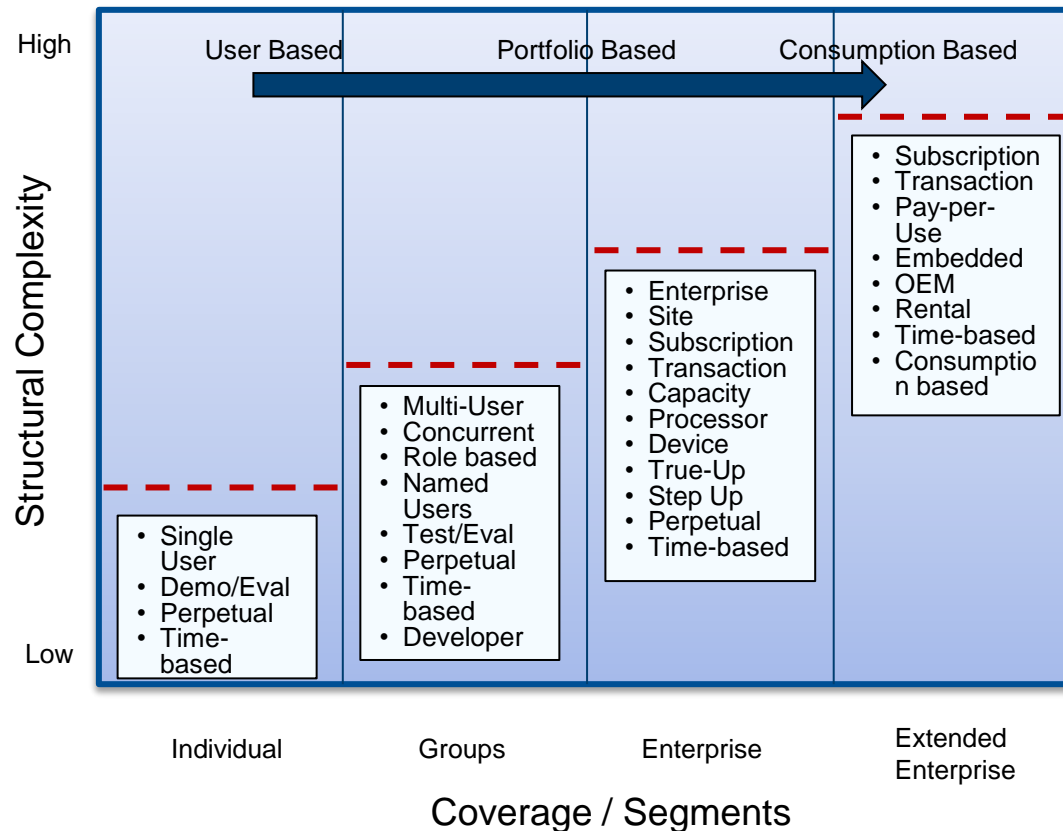 High
User Based
Portfolio Based
Consumption Based
Structural Complexity
• Single
User
• Demo/Eval
• Perpetual
• Time-
based
• Multi-User
• Concurrent
• Role based
• Named
Users
• Test/Eval
• Perpetual
• Time-
based
• Developer
• Enterprise
• Site
• Subscription
• Transaction
• Capacity
• Processor
• Device
• True-Up
• Step Up
• Perpetual
• Time-based
• Subscription
• Transaction
• Pay-per-
Use
• Embedded
• OEM
• Rental
• Time-based
• Consumptio
n based
Low
Individual
Groups
Enterprise
Extended
Enterprise
Coverage / Segments